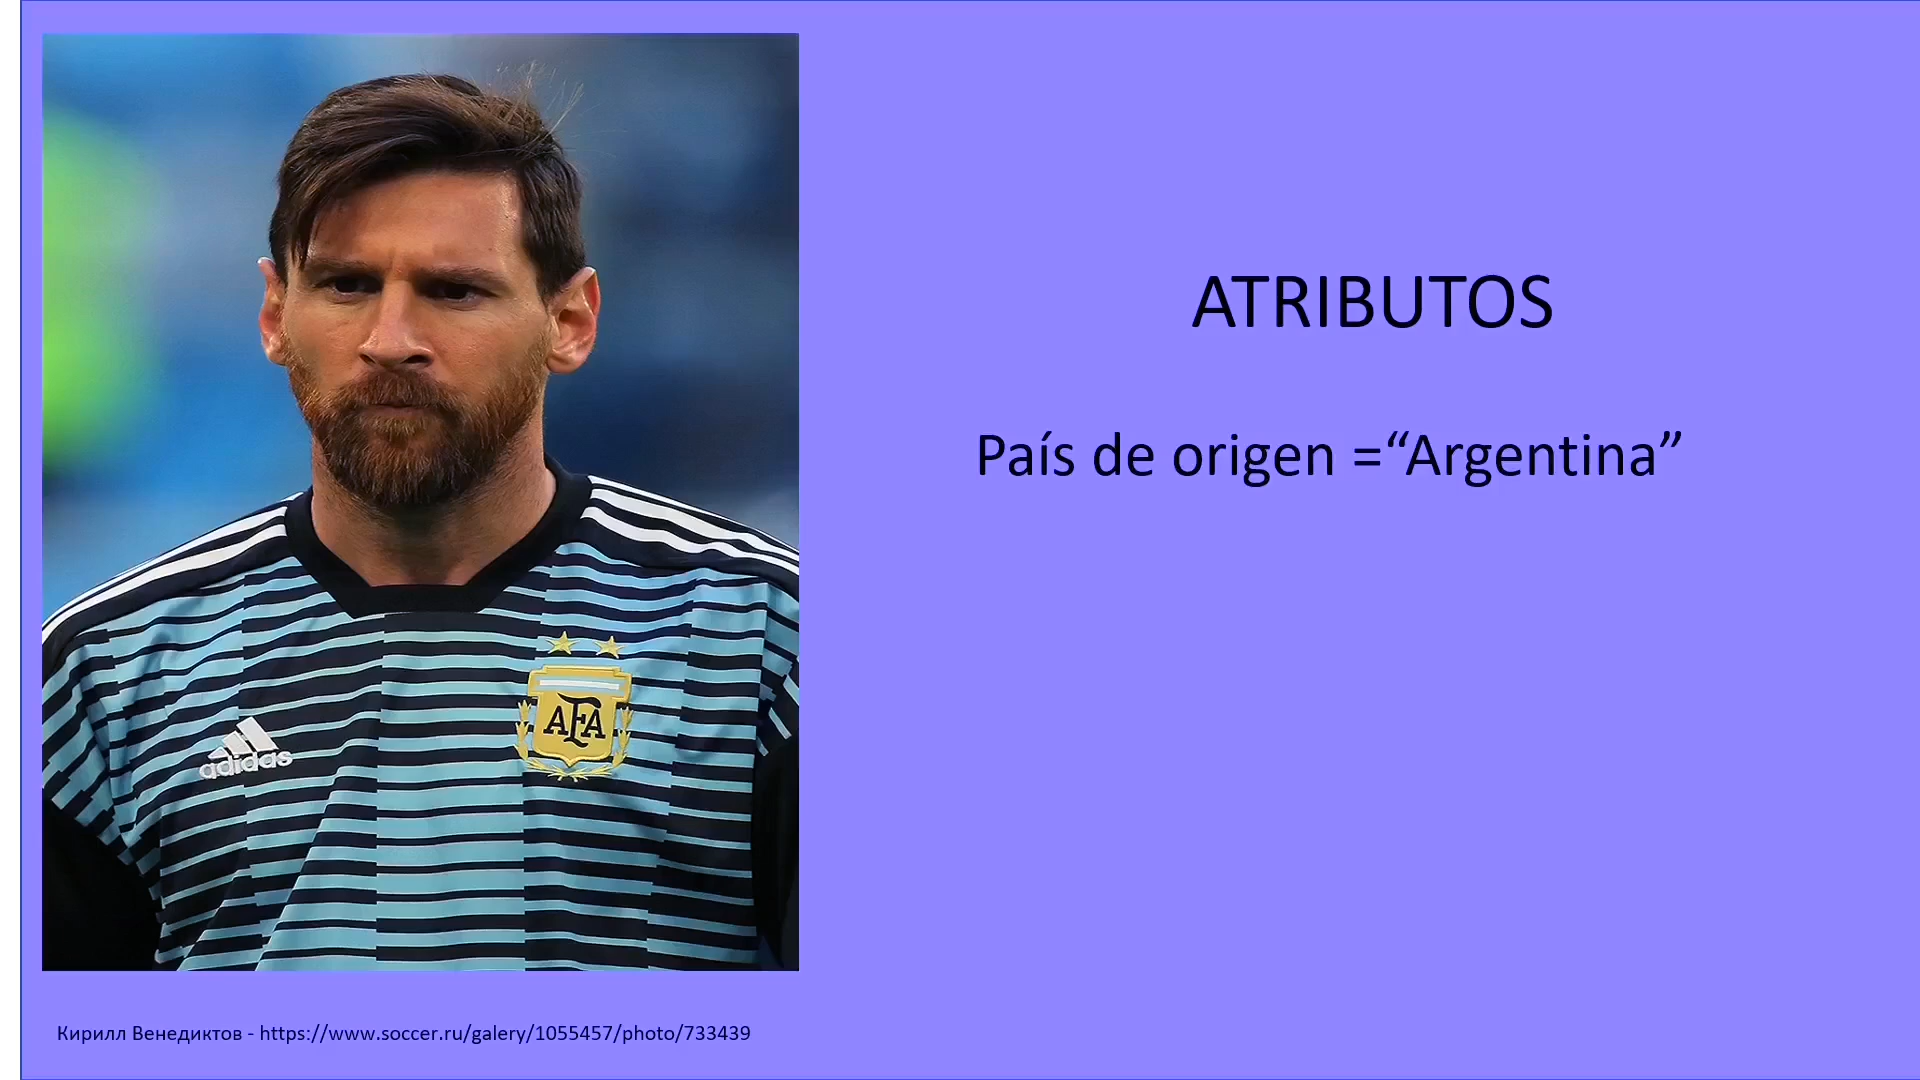 ATRIBUTOS
País de origen =“Argentina”
AFA
adidas
Кирилл Венедиктов - https://www.soccer.ru/galery/1055457/photo/733439